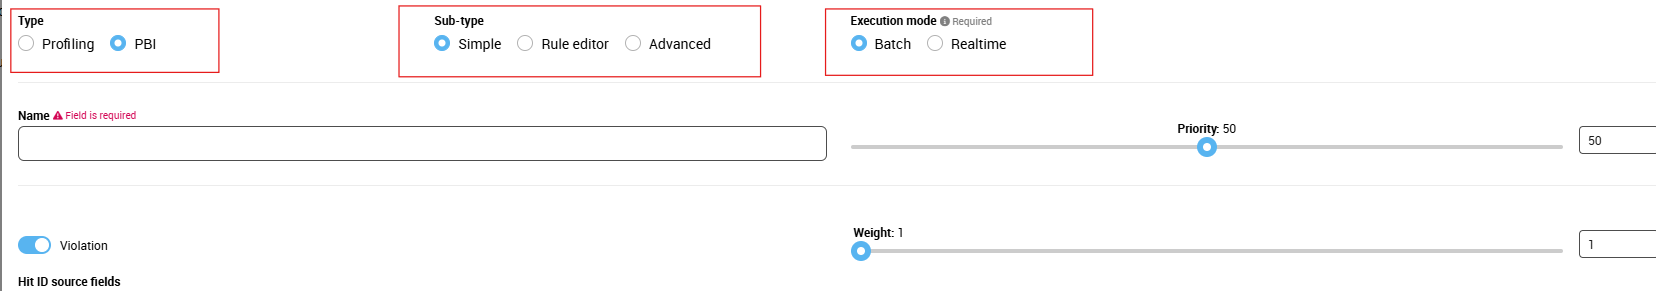 Type
Profiling PBI
Sub-type
Simple Rule editor Advanced
Execution mode Required
Batch Realtime
Name Field is required
Priority: 50
50
Weight: 1
Violation
1
Hit ID source fields